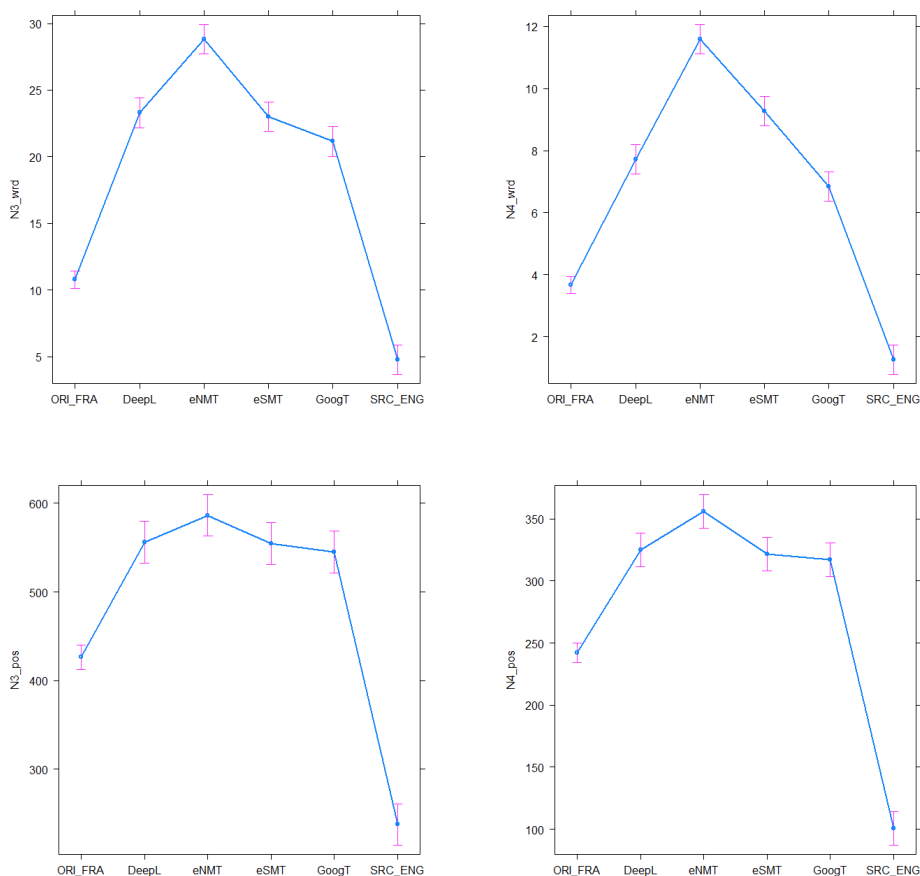 30
25
20
15
10
5
N3_wrd
ORI_FRA DeepL eNMT eSMT GoogT SRC_ENG
12
10
8
6
4
2
N4_wrd
ORI_FRA DeepL eNMT eSMT GoogT SRC_ENG
600
500
400
300
N3_pos
ORI_FRA DeepL eNMT eSMT GoogT SRC_ENG
350
300
250
200
150
100
N4_pos
ORI_FRA DeepL eNMT eSMT GoogT SRC_ENG